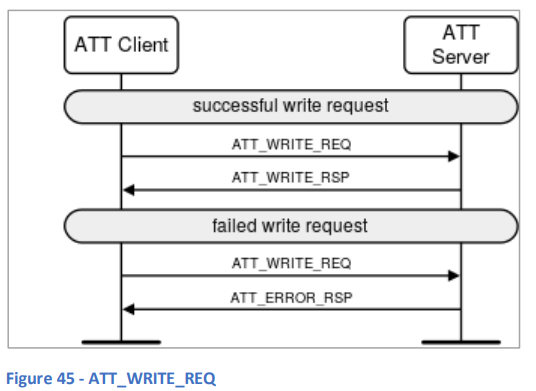 ATT Client
ATT
Server
successful write request
ATT_WRITE_REQ
ATT_WRITE_RSP
failed write request
ATT_WRITE_REQ
ATT_ERROR_RSP
Figure 45 - ATT_WRITE_REQ